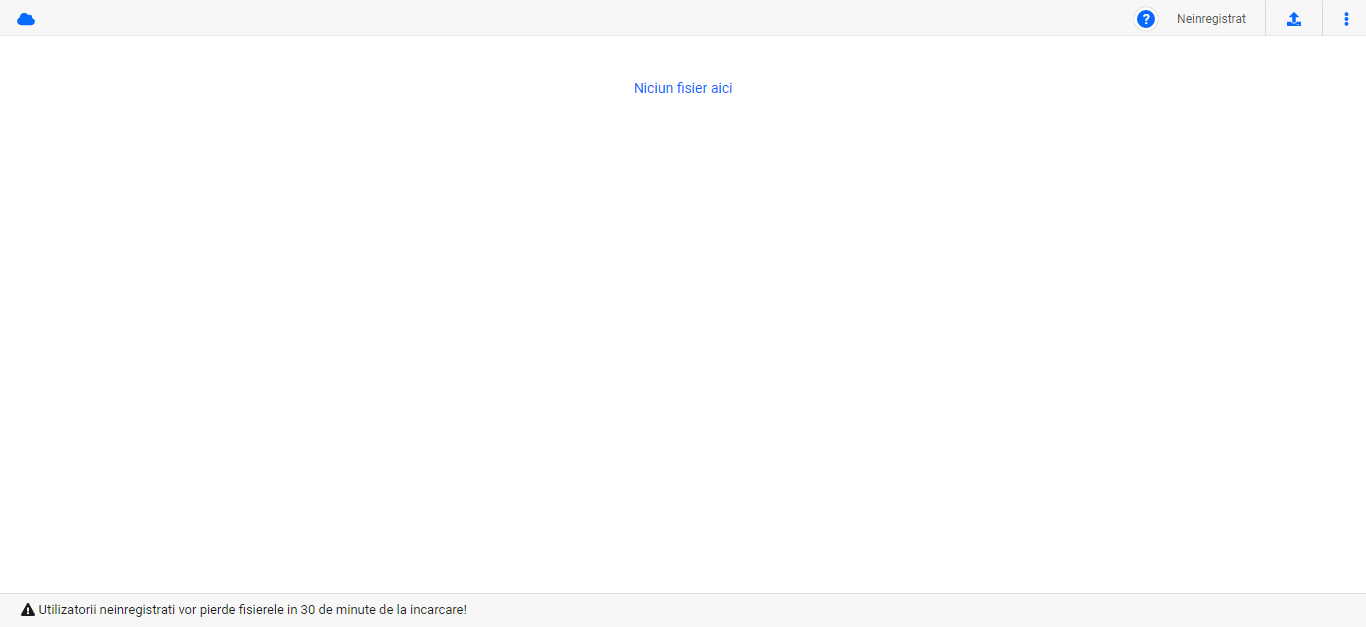 Neinregistrat
Niciun fisier aici
Utilizatorii neinregistrati vor pierde fisierele in 30 de minute de la incarcare!